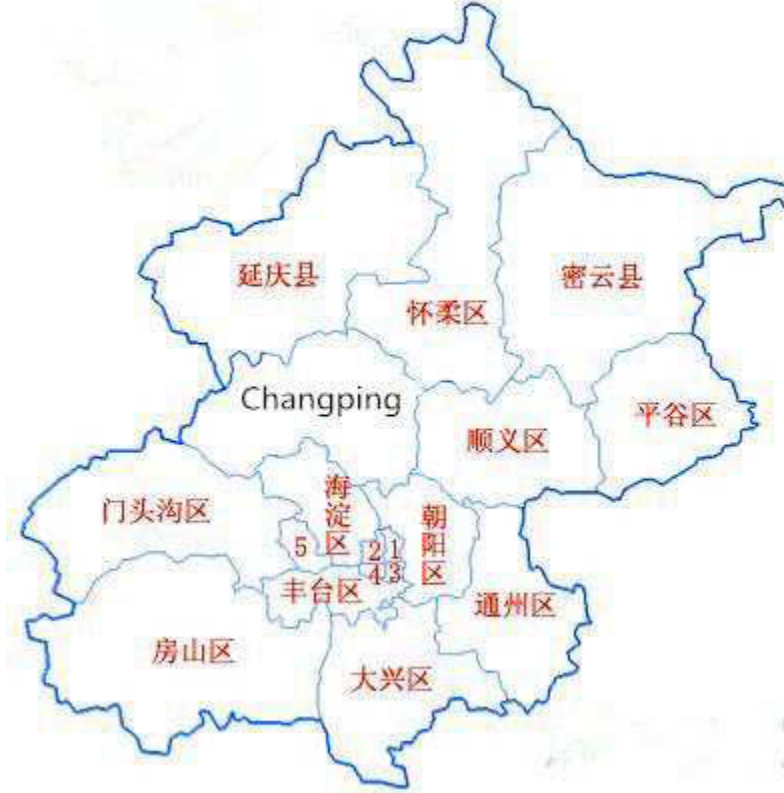 延庆县
密云县
怀柔区
Changping
平谷区
顺义区
门头沟区
海淀区
朝阳区
5
2 1
4 3
丰台区
通州区
房山区
大兴区